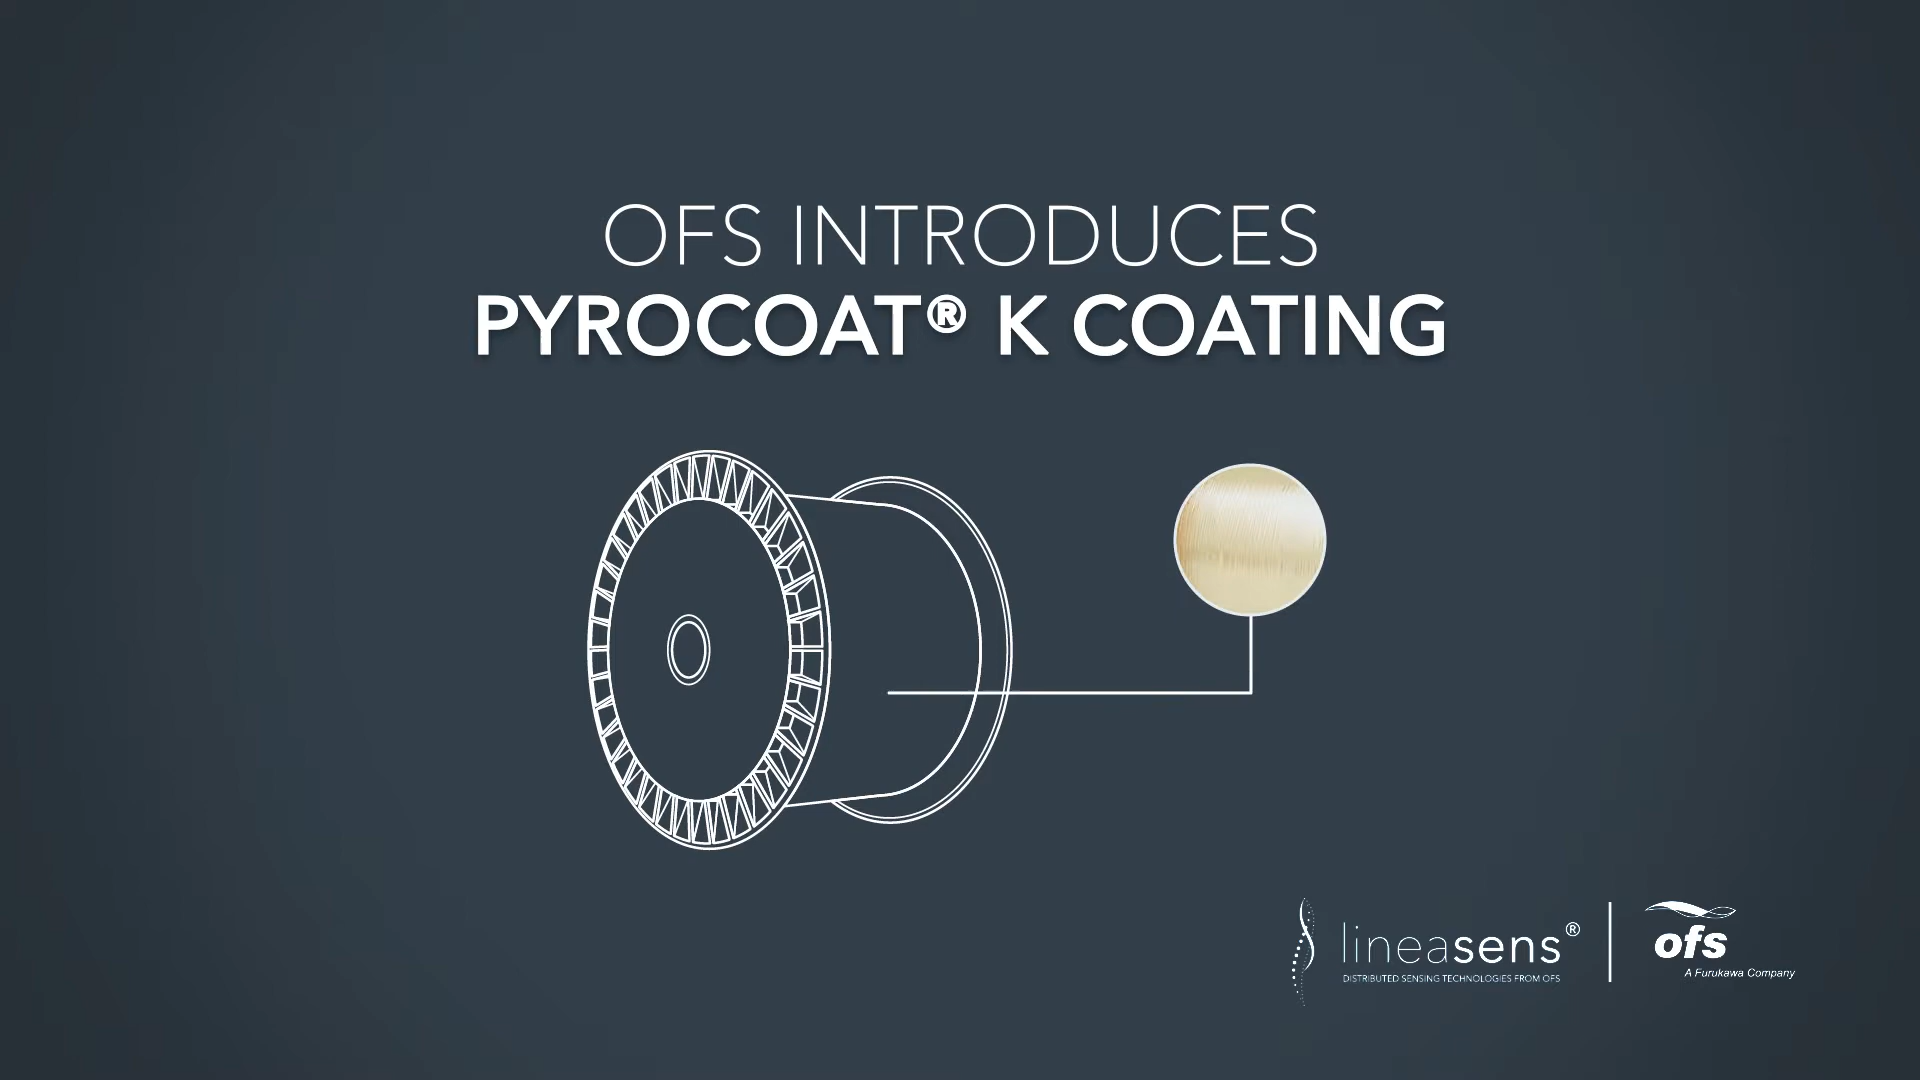 OFS INTRODUCES
PYROCOAT® K COATING
lineasens®
DISTRIBUTED SENSING TECHNOLOGIES FROM OFS
ofs
A Furukawa Company